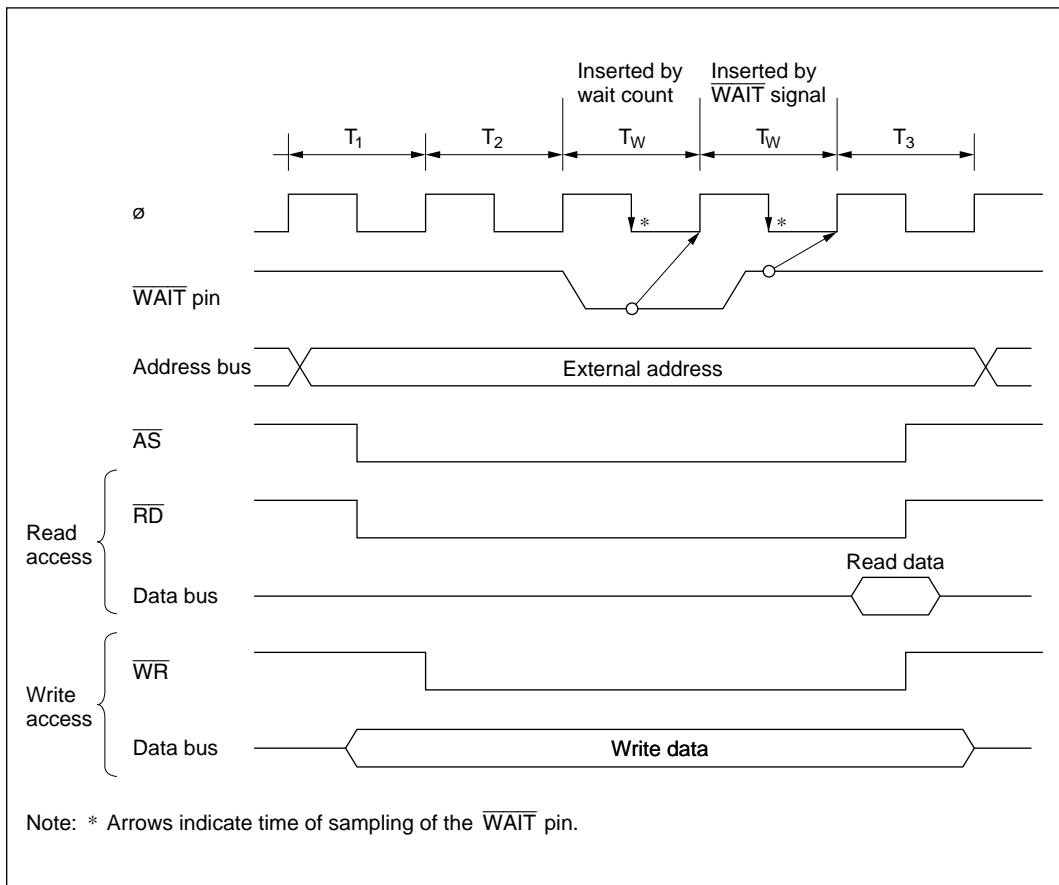 Inserted by
wait count
Inserted by
WAIT signal
T1 T2 TW TW T3
ø
*
*
WAIT pin
Address bus
External address
AS
Read
access
RD
Read data
Data bus
Write
access
WR
Data bus
Write data
Note: * Arrows indicate time of sampling of the WAIT pin.